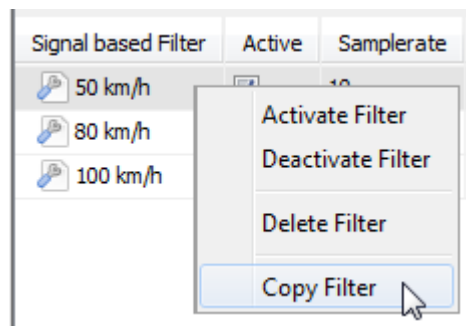 Signal based Filter Active Samplerate
50 km/h
80 km/h
100 km/h
Activate Filter
Deactivate Filter
Delete Filter
Copy Filter